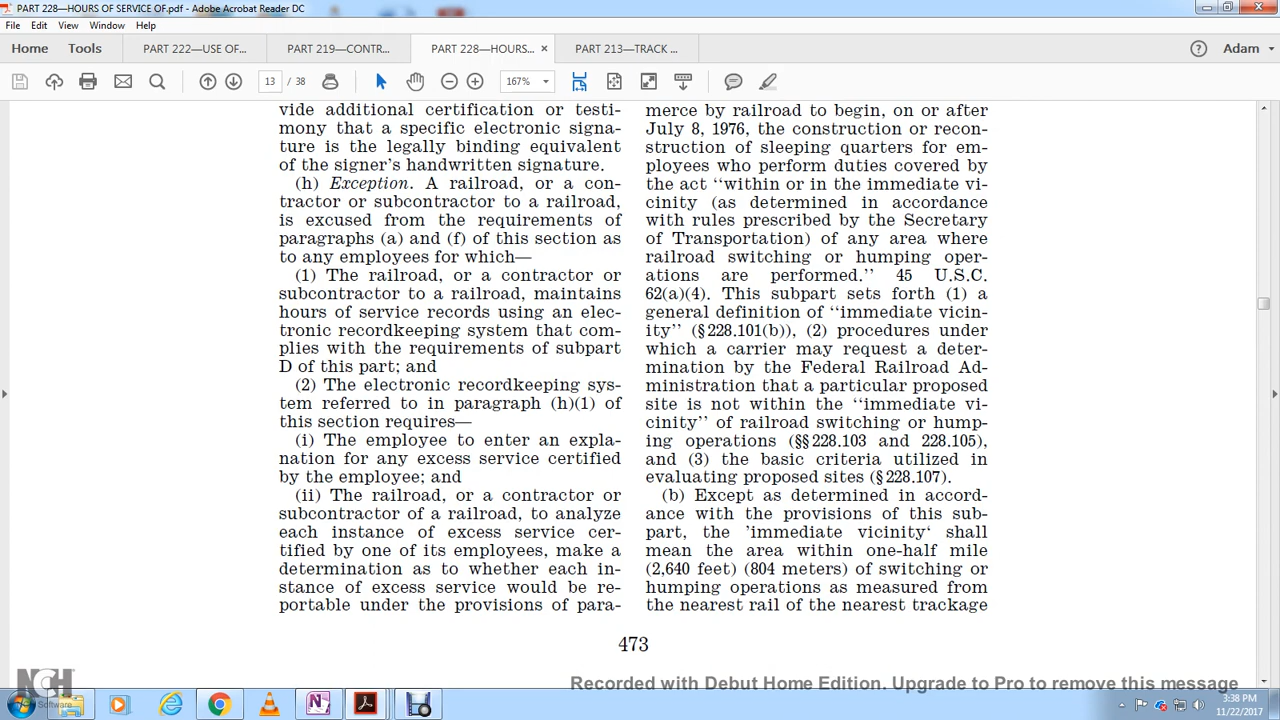 PART 228—HOURS OF SERVICE OF.pdf - Adobe Acrobat Reader DC
File Edit View Window Help
Home Tools PART 222—USE OF... PART 219—CONTR... PART 228—HOURS... × PART 213—TRACK ... Adam
13 / 38 167%
vide additional certification or testi-
mony that a specific electronic signa-
ture is the legally binding equivalent
of the signer's handwritten signature.
(h) Exception. A railroad, or a con-
tractor or subcontractor to a railroad,
is excused from the requirements of
paragraphs (a) and (f) of this section as
to any employees for which—
(1) The railroad, or a contractor or
subcontractor to a railroad, maintains
hours of service records using an elec-
tronic recordkeeping system that com-
plies with the requirements of subpart
D of this part; and
(2) The electronic recordkeeping sys-
tem referred to in paragraph (h)(1) of
this section requires—
(i) The employee to enter an expla-
nation for any excess service certified
by the employee; and
(ii) The railroad, or a contractor or
subcontractor of a railroad, to analyze
each instance of excess service cer-
tified by one of its employees, make a
determination as to whether each in-
stance of excess service would be re-
portable under the provisions of para-
merce by railroad to begin, on or after
July 8, 1976, the construction or recon-
struction of sleeping quarters for em-
ployees who perform duties covered by
the act ‘‘within or in the immediate vi-
cinity (as determined in accordance
with rules prescribed by the Secretary
of Transportation) of any area where
railroad switching or humping oper-
ations are performed.’’ 45 U.S.C.
62(a)(4). This subpart sets forth (1) a
general definition of ‘‘immediate vicin-
ity’’ (§228.101(b)), (2) procedures under
which a carrier may request a deter-
mination by the Federal Railroad Ad-
ministration that a particular proposed
site is not within the ‘‘immediate vi-
cinity’’ of railroad switching or hump-
ing operations (§§228.103 and 228.105),
and (3) the basic criteria utilized in
evaluating proposed sites (§228.107).
(b) Except as determined in accord-
ance with the provisions of this sub-
part, the ’immediate vicinity‘ shall
mean the area within one-half mile
(2,640 feet) (804 meters) of switching or
humping operations as measured from
the nearest rail of the nearest trackage
473
NCH Software
Recorded with Debut Home Edition. Upgrade to Pro to remove this message
3:38 PM
11/22/2017